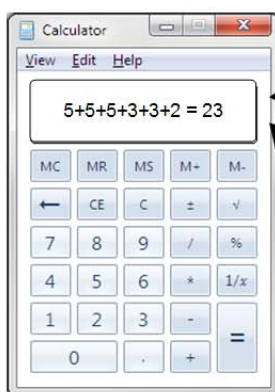 Calculator
View Edit Help
5+5+5+3+3+2 = 23
MC MR MS M+ M-
← CE C ± √
7 8 9 / %
4 5 6 * 1/x
1 2 3 - =
0 . +